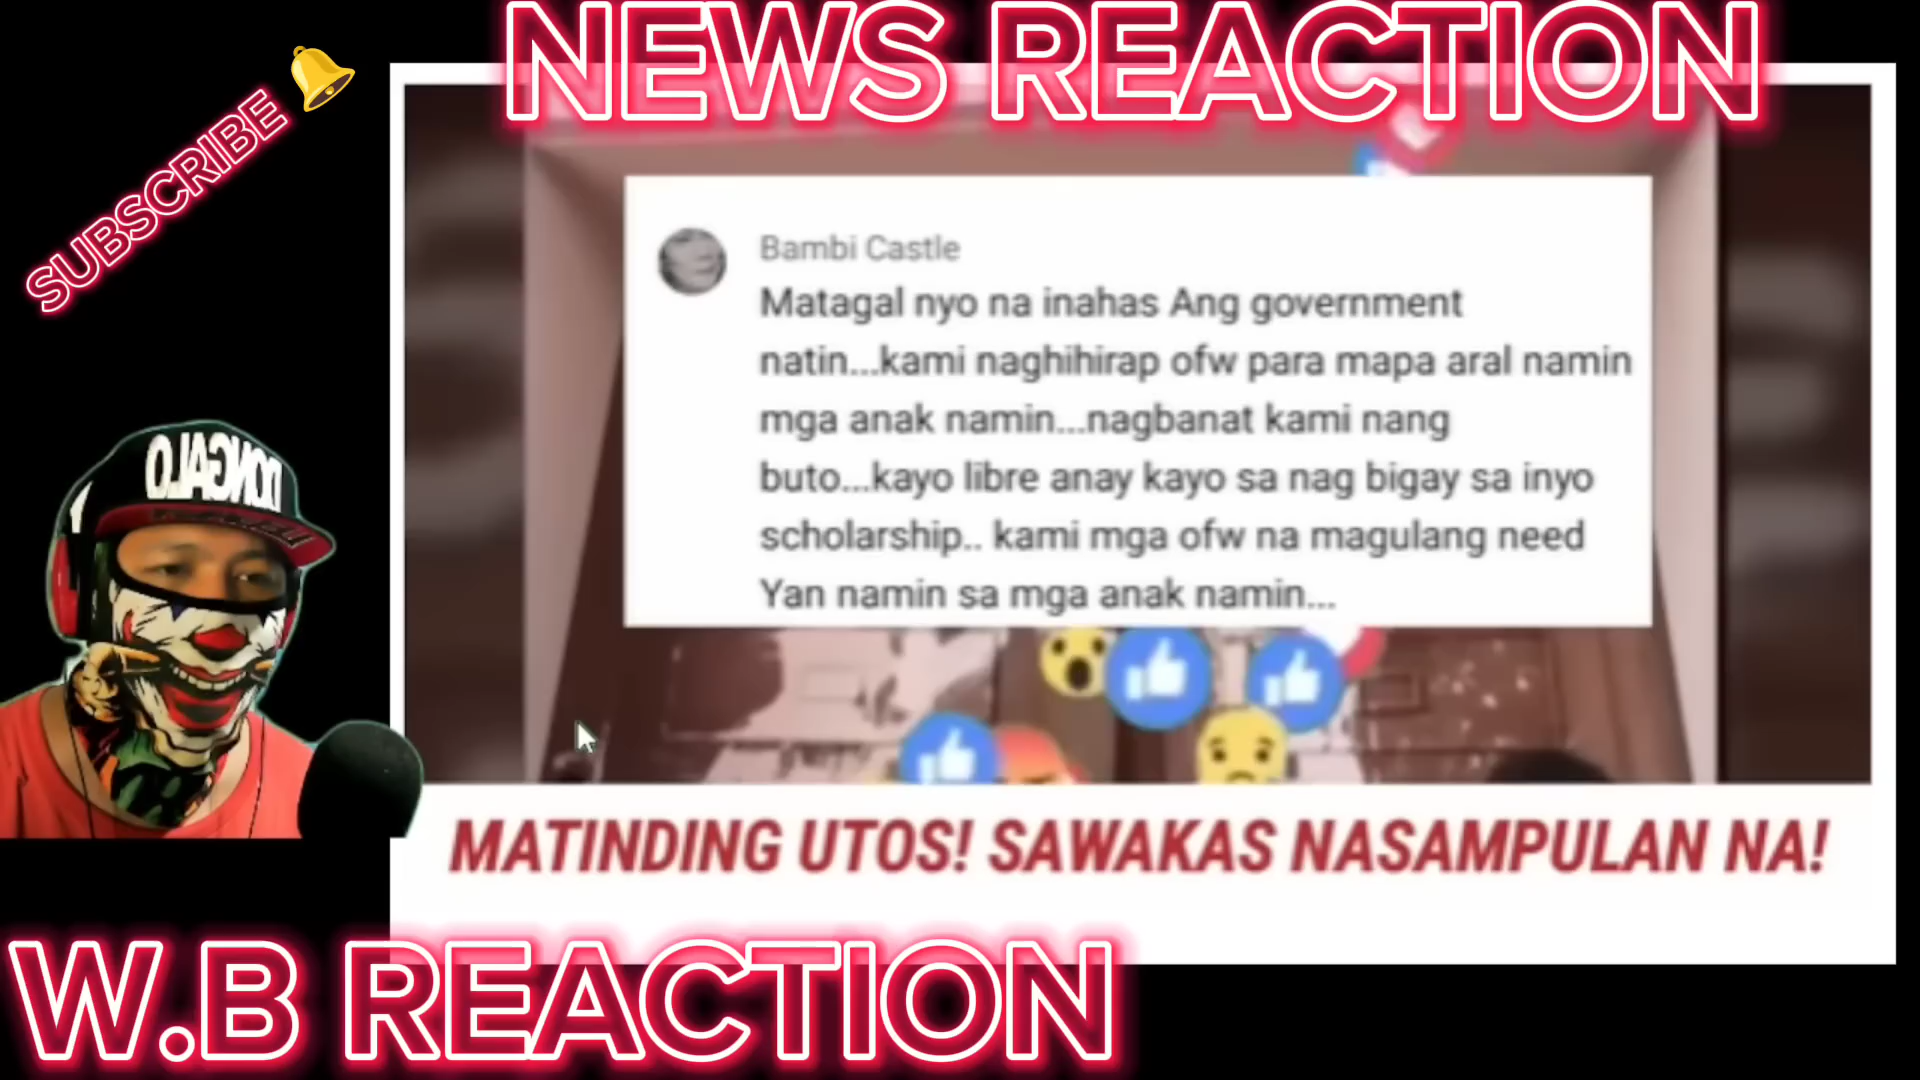 NEWS REACTION
SUBSCRIBE
Bambi Castle
Matagal nyo na inahas Ang government
natin...kami naghihirap ofw para mapa aral namin
mga anak namin...nagbanat kami nang
buto...kayo libre anay kayo sa nag bigay sa inyo
scholarship.. kami mga ofw na magulang need
Yan namin sa mga anak namin...
DONGALO
MATINDING UTOS! SAWAKAS NASAMPULAN NA!
W.B REACTION